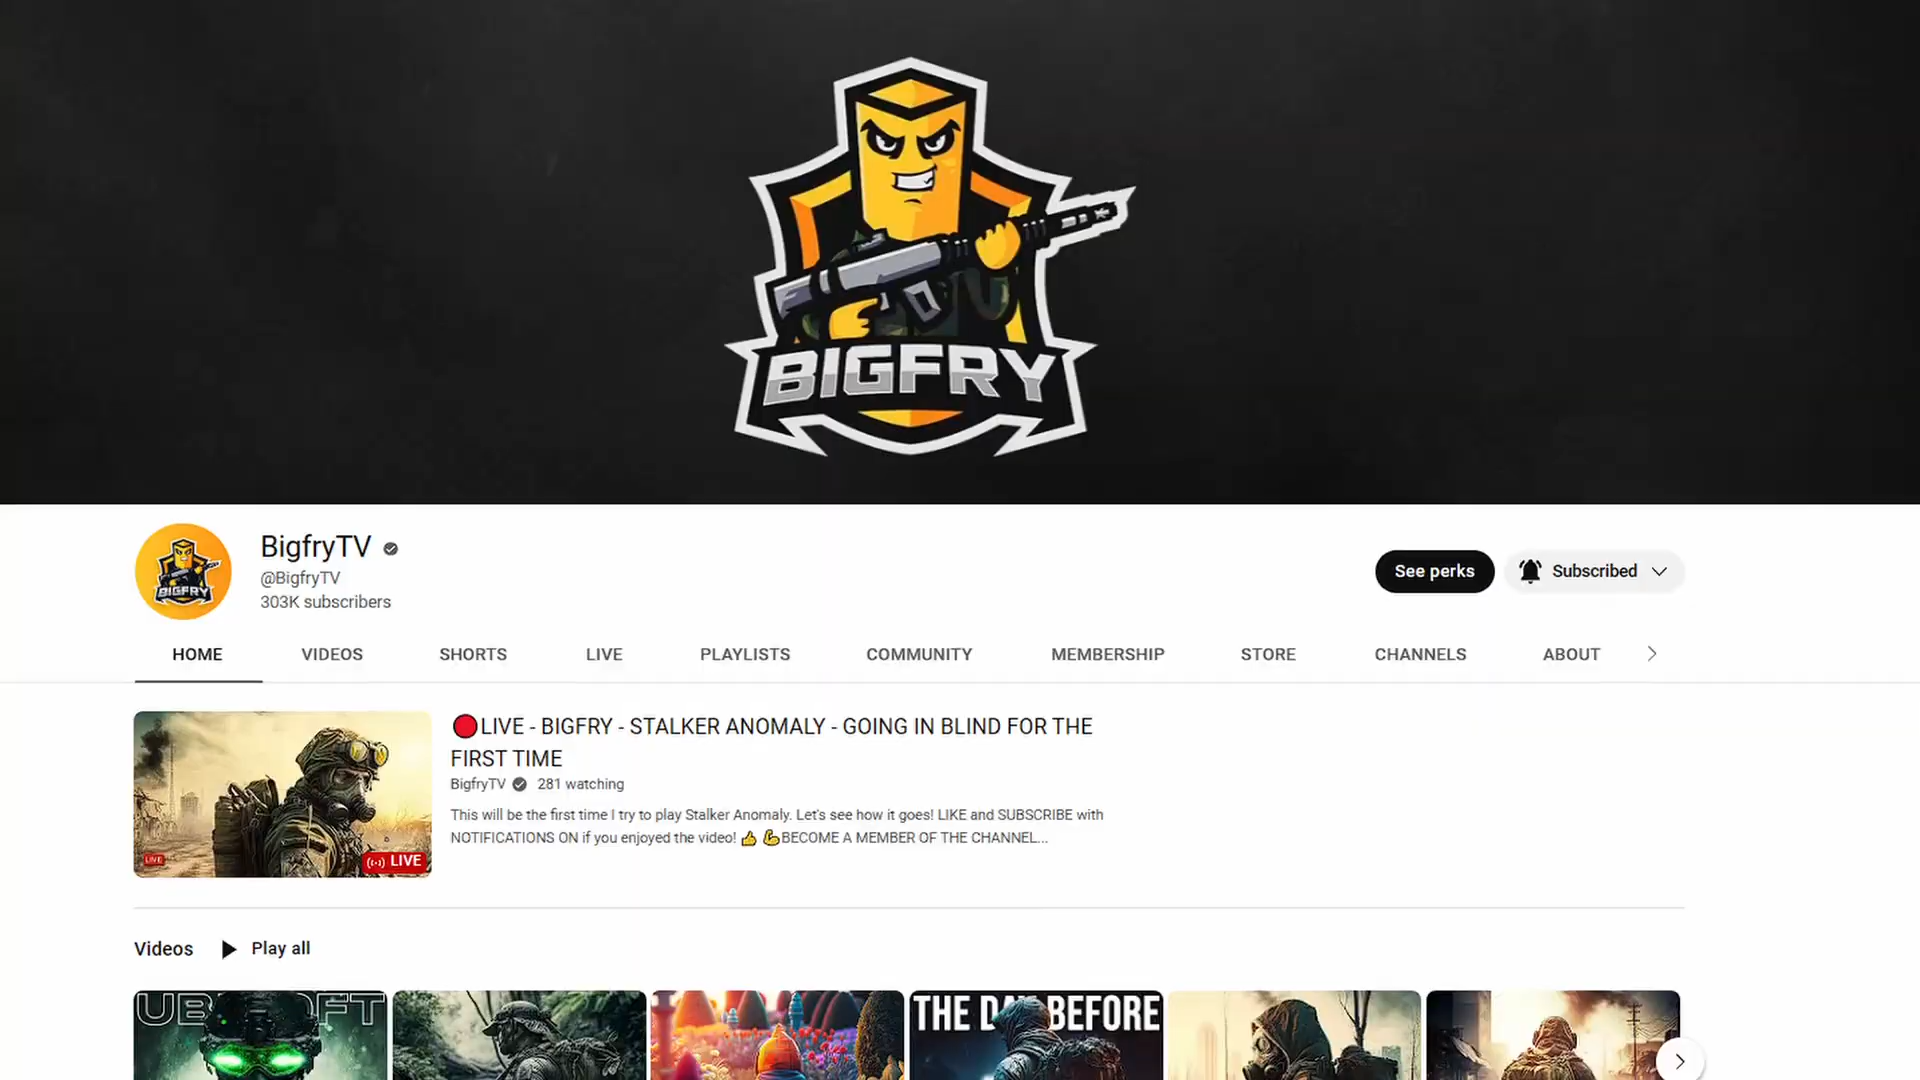 BIGFRY
BIGFRY
BigfryTV
@BigfryTV
303K subscribers
See perks
Subscribed
HOME
VIDEOS
SHORTS
LIVE
PLAYLISTS
COMMUNITY
MEMBERSHIP
STORE
CHANNELS
ABOUT
LIVE
LIVE
🔴LIVE - BIGFRY - STALKER ANOMALY - GOING IN BLIND FOR THE
FIRST TIME
BigfryTV 281 watching
This will be the first time I try to play Stalker Anomaly. Let's see how it goes! LIKE and SUBSCRIBE with
NOTIFICATIONS ON if you enjoyed the video! 👍 💪BECOME A MEMBER OF THE CHANNEL...
Videos
Play all
THE BEFORE